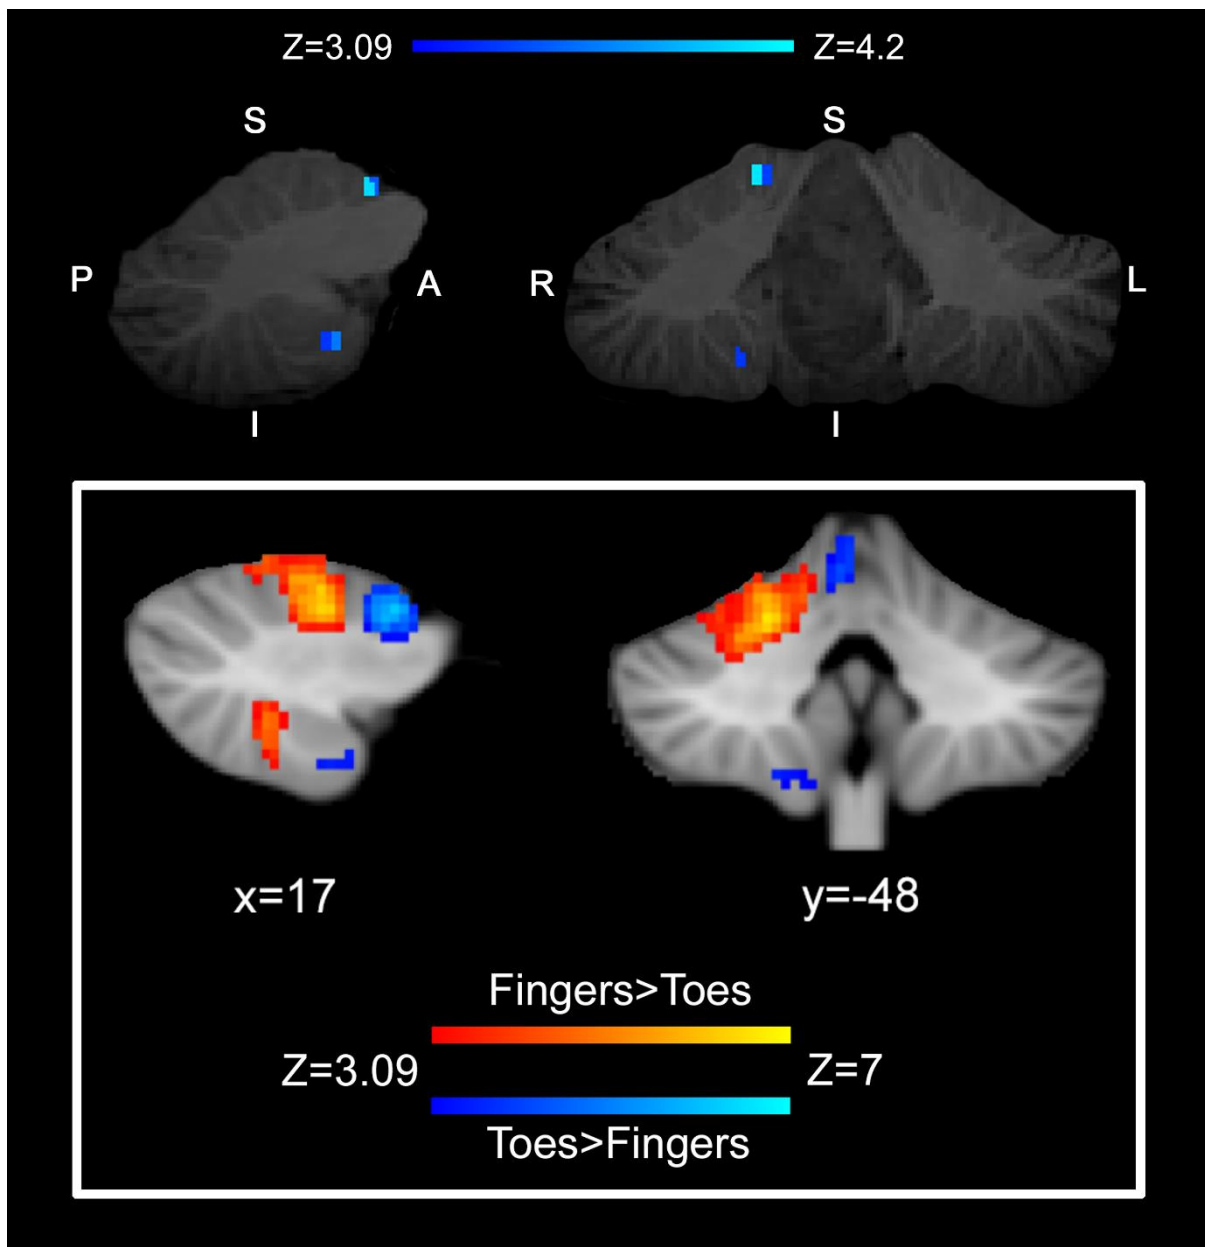 Z=3.09 Z=4.2
S S
P A R L
I I
x=17 y=-48
Fingers>Toes
Z=3.09 Z=7
Toes>Fingers